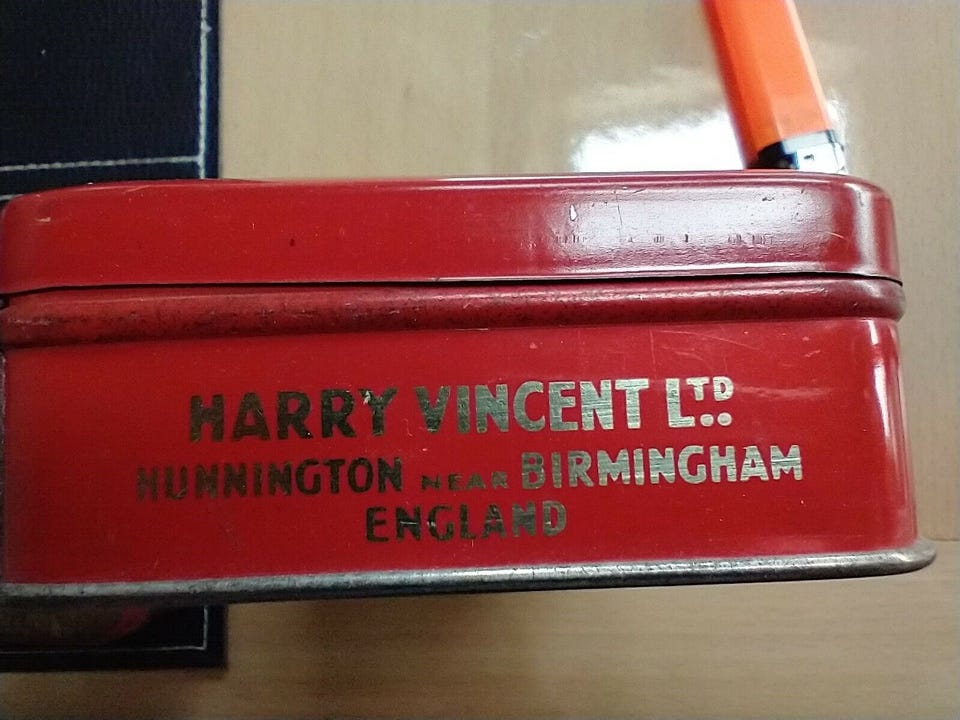 HARRY VINCENT LTD.
HUNNINGTON NEAR BIRMINGHAM
ENGLAND